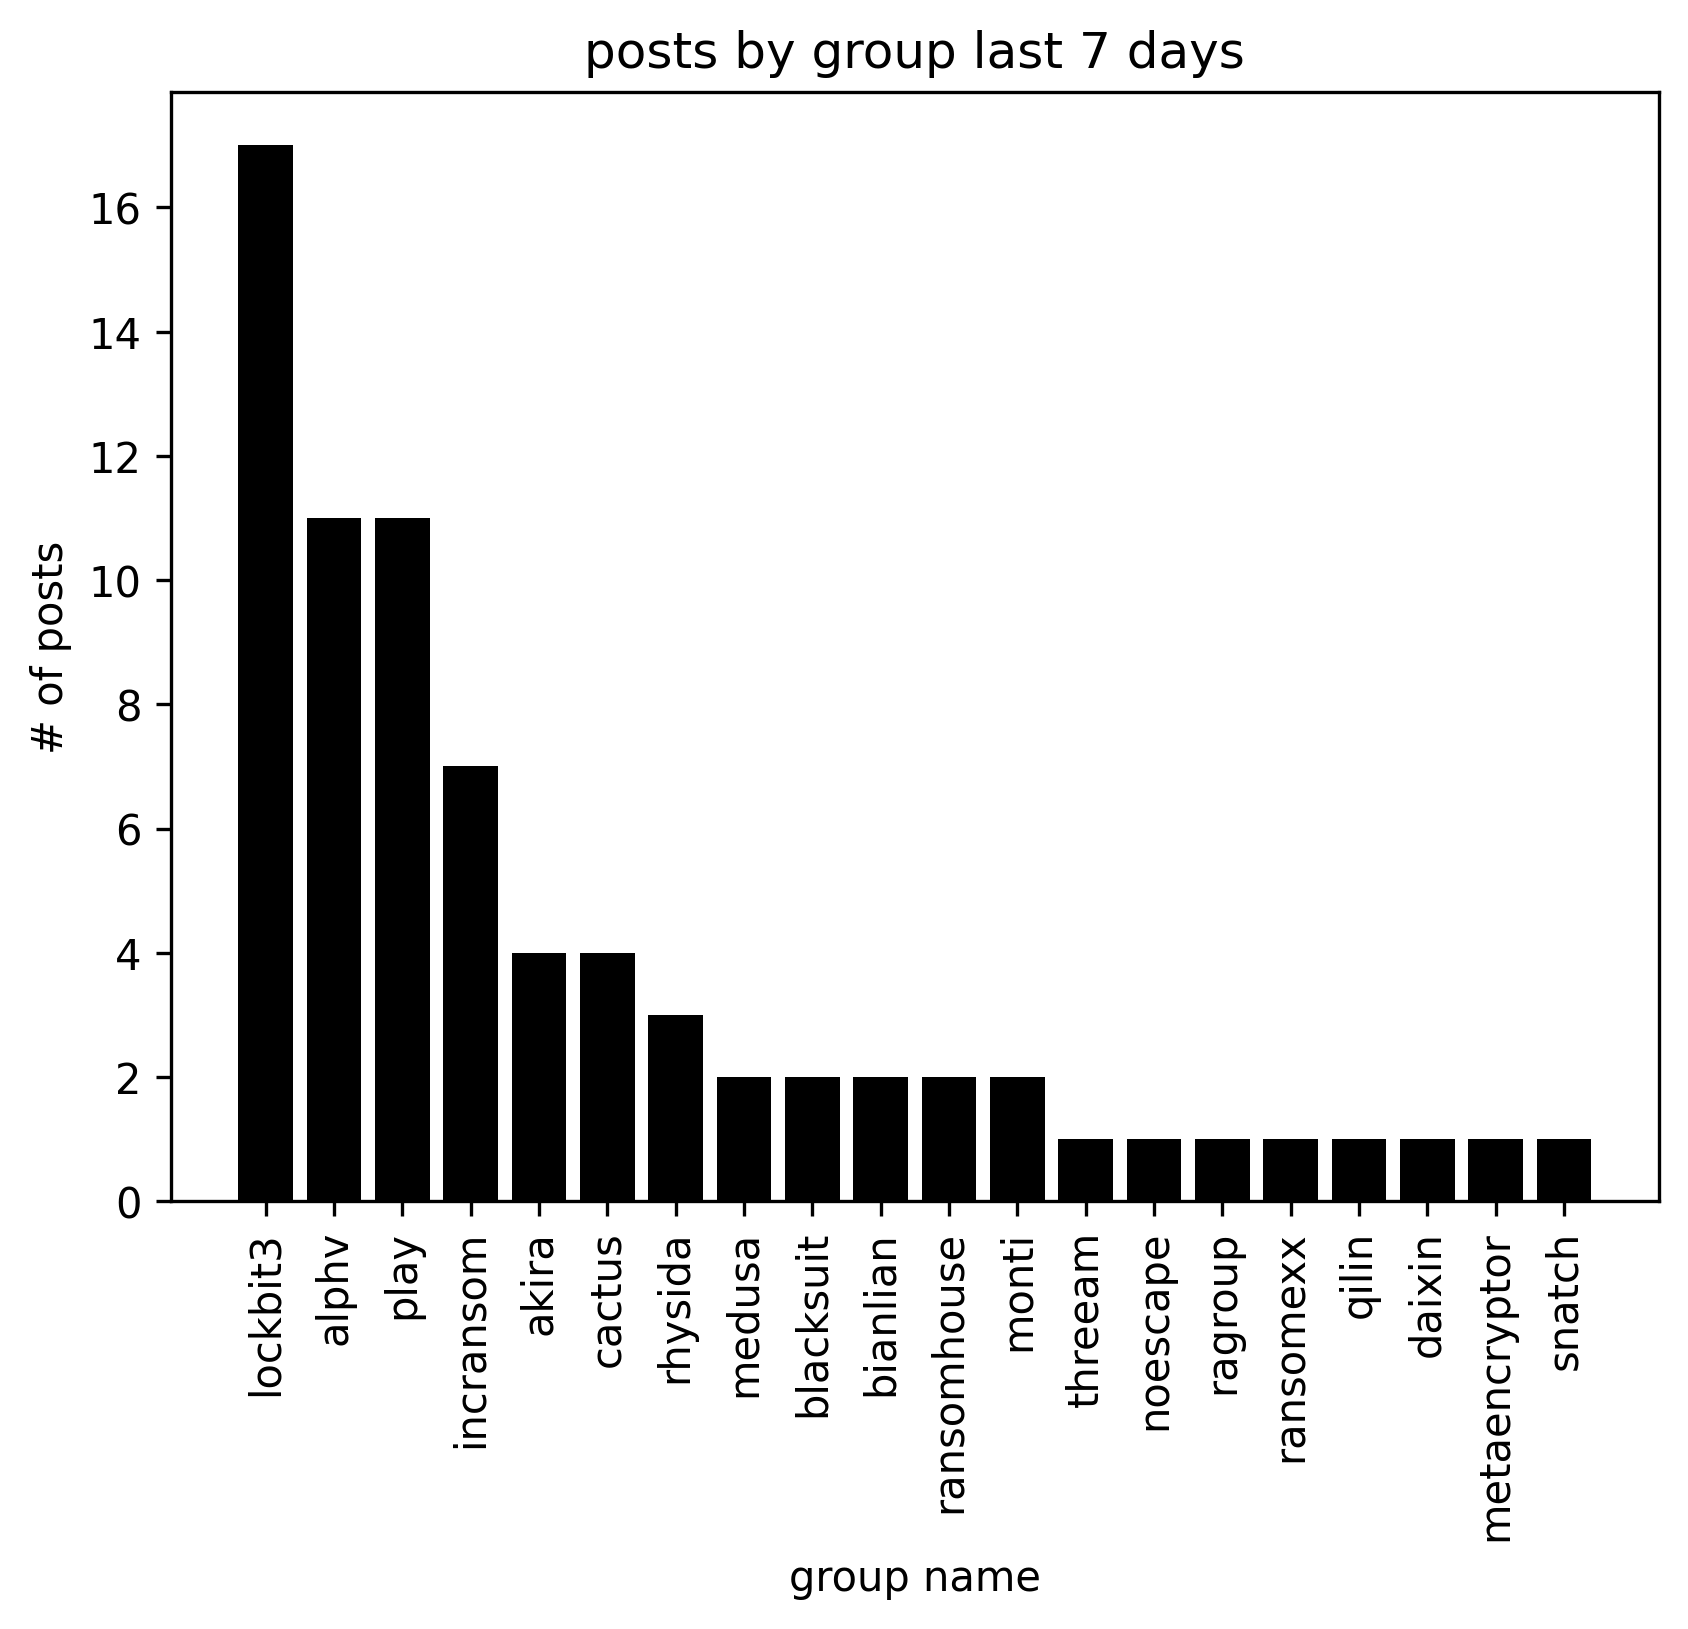 posts by group last 7 days
# of posts
16
14
12
10
8
6
4
2
0
lockbit3
alphv
play
incransom
akira
cactus
rhysida
medusa
blacksuit
bianlian
ransomhouse
monti
threeam
noescape
ragroup
ransomexx
qilin
daixin
metaencryptor
snatch
group name